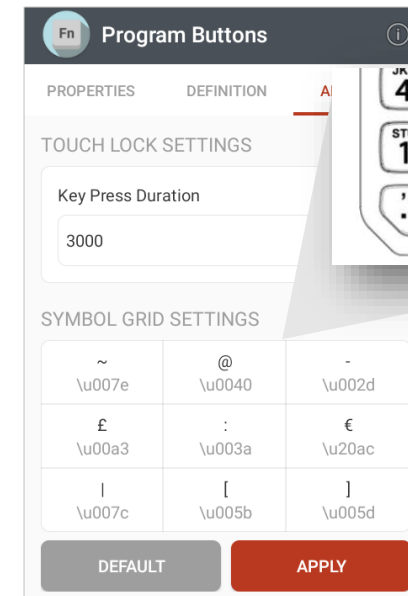 Fn Program Buttons
PROPERTIES DEFINITION
TOUCH LOCK SETTINGS
Key Press Duration
3000
SYMBOL GRID SETTINGS
~ @ -
\u007e \u0040 \u002d
£ : €
\u00a3 \u003a \u20ac
| [ ]
\u007c \u005b \u005d
DEFAULT APPLY